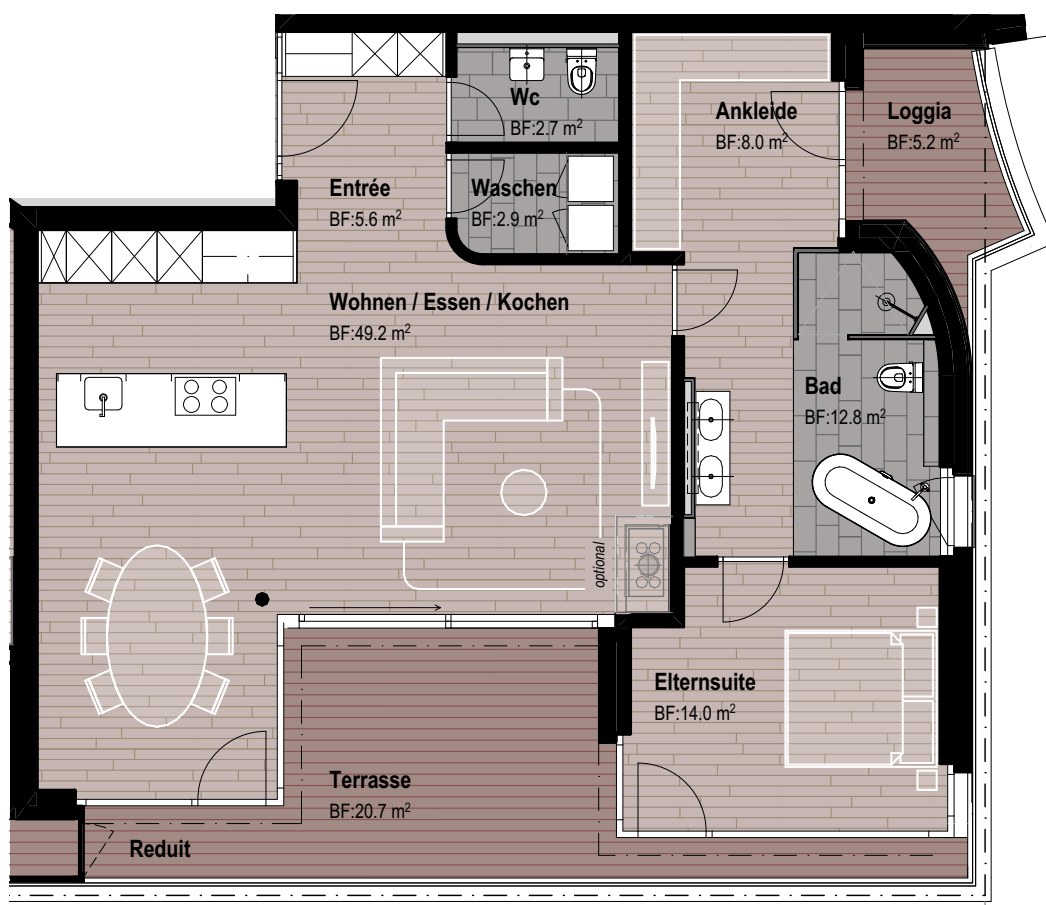 Wc
BF:2.7 m²
Ankleide
BF:8.0 m²
Loggia
BF:5.2 m²
Entrée
BF:5.6 m²
Waschen
BF:2.9 m²
Wohnen / Essen / Kochen
BF:49.2 m²
Bad
BF:12.8 m²
optional
Elternsuite
BF:14.0 m²
Terrasse
BF:20.7 m²
Reduit